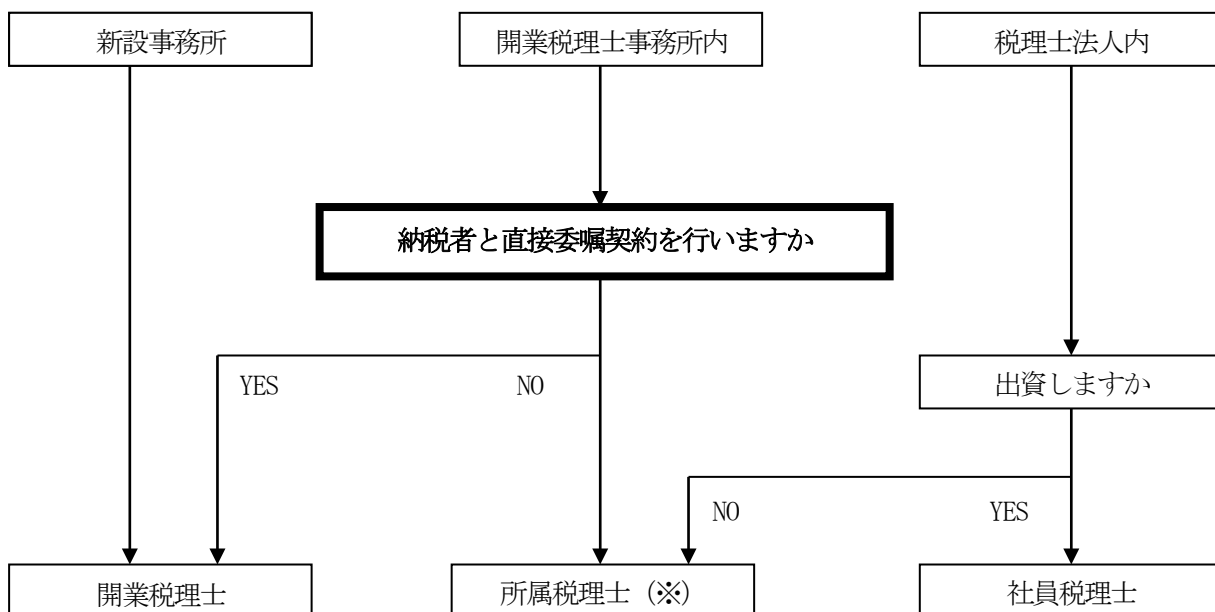 新設事務所
開業税理士事務所内
税理士法人内
納税者と直接委嘱契約を行いますか
出資しますか
YES
NO
NO
YES
開業税理士
所属税理士（※）
社員税理士